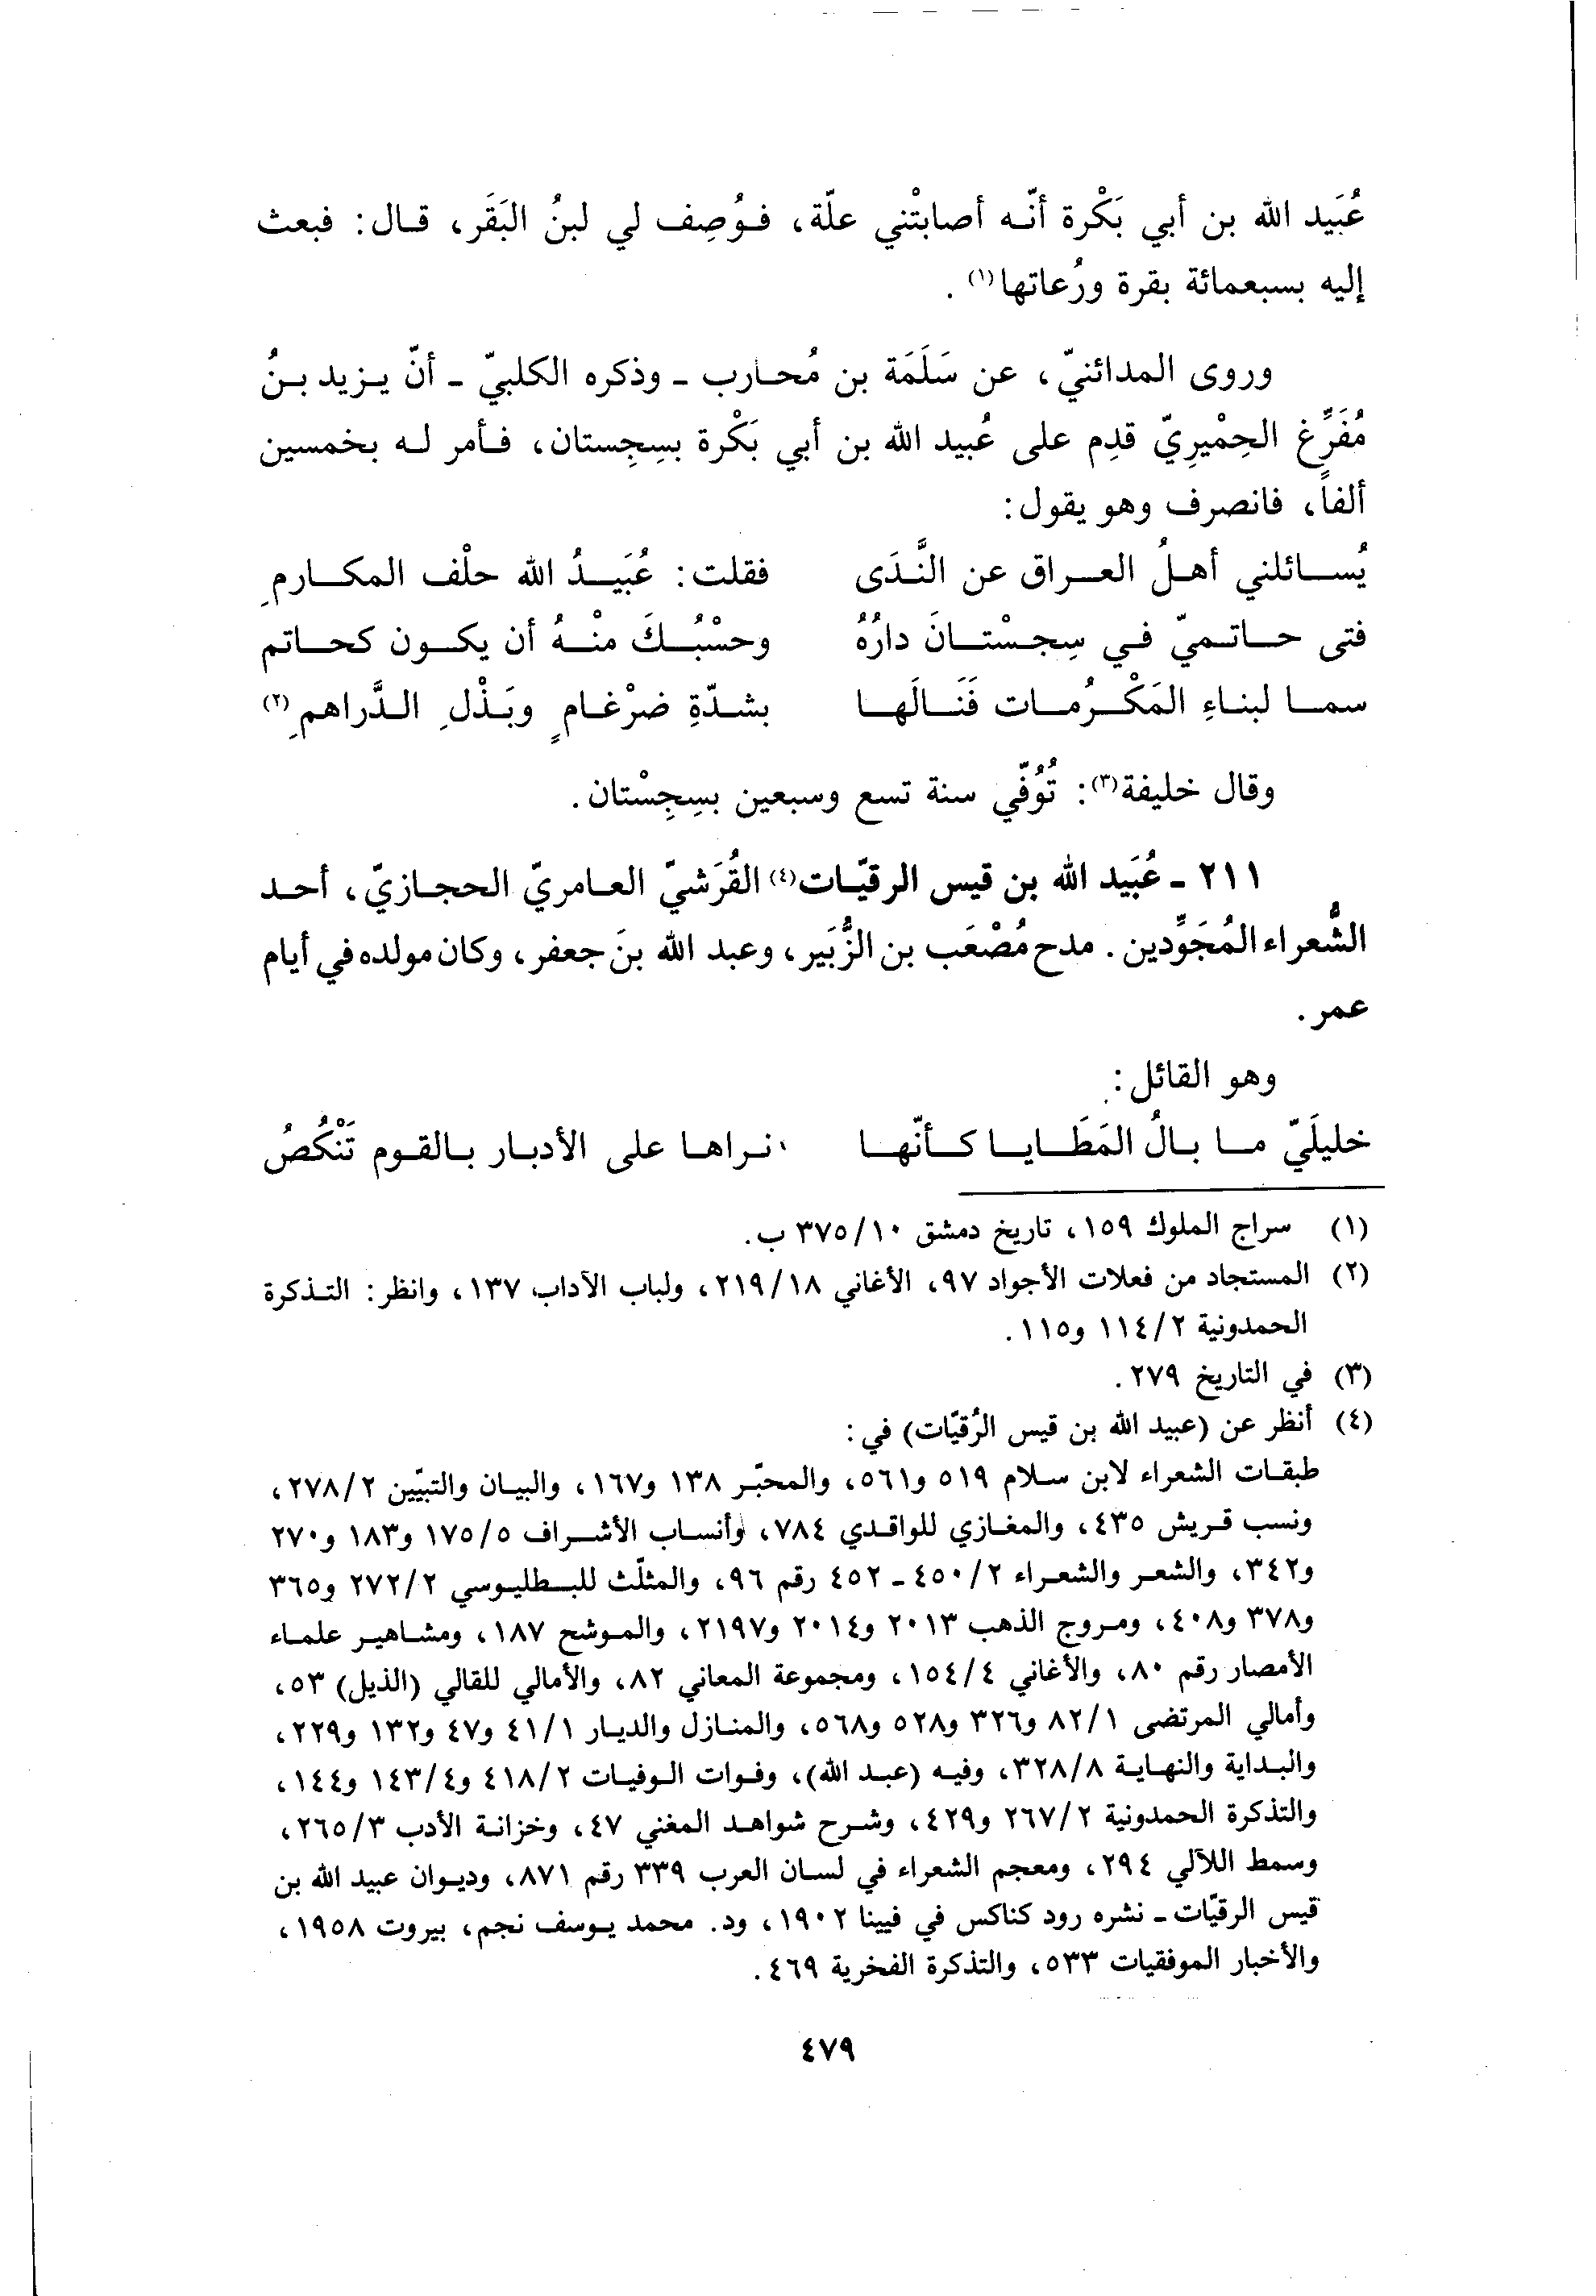 عُبَيد الله بن أبي بَكْرة أنّه أصابتْني علّة، فوُصِف لي لبنُ البَقَر، قال: فبعث
إليه بسبعمائة بقرة ورُعاتها(١).
وروى المدائنيّ، عن سَلَمَة بن مُحارب ـ وذكره الكلبيّ ـ أنّ يزيد بنُ
مُفَرِّغ الحِمْيرِيّ قدِم على عُبيد الله بن أبي بَكْرة بسِجِستان، فأمر له بخمسين
ألفاً، فانصرف وهو يقول:
يُسائلني أهلُ العراق عن النَّدَى فقلت: عُبَيدُ الله حلْف المكارمِ
فتى حاتميّ في سِجسْتانَ دارُهُ وحسْبُكَ منْهُ أن يكون كحاتم
سما لبناءِ المَكْرُمات فَنَالَها بشدّةِ ضرْغامٍ وبَذْلِ الدَّراهمِ(٢)
وقال خليفة(٣): تُوُفّي سنة تسع وسبعين بسِجِسْتان.
٢١١ ـ عُبَيد الله بن قيس الرقيّات(٤) القُرَشيّ العامريّ الحجازيّ، أحد
الشُّعراء المُجَوِّدين. مدح مُصْعَب بن الزُّبَير، وعبد الله بنَ جعفر، وكان مولده في أيام
عمر.
وهو القائل:
خليلَيّ ما بالُ المَطَايا كأنّها نراها على الأدبار بالقوم تَنْكُصُ
(١) سراج الملوك ١٥٩، تاريخ دمشق ١٠/ ٣٧٥ ب.
(٢) المستجاد من فعلات الأجواد ٩٧، الأغاني ١٨/ ٢١٩، ولباب الآداب ١٣٧، وانظر: التذكرة
الحمدونية ٢/ ١١٤ و١١٥.
(٣) في التاريخ ٢٧٩.
(٤) أنظر عن (عبيد الله بن قيس الرُقيّات) في:
طبقات الشعراء لابن سلام ٥١٩ و٥٦١، والمحبّر ١٣٨ و١٦٧، والبيان والتبيّين ٢/ ٢٧٨،
ونسب قريش ٤٣٥، والمغازي للواقدي ٧٨٤، وأنساب الأشراف ٥/ ١٧٥ و١٨٣ و٢٧٠
و٣٤٢، والشعر والشعراء ٢/ ٤٥٠ ـ ٤٥٢ رقم ٩٦، والمثلّث للبطليوسي ٢/ ٢٧٢ و٣٦٥
و٣٧٨ و٤٠٨، ومروج الذهب ٢٠١٣ و٢٠١٤ و٢١٩٧، والموشح ١٨٧، ومشاهير علماء
الأمصار رقم ٨٠، والأغاني ٤/ ١٥٤، ومجموعة المعاني ٨٢، والأمالي للقالي (الذيل) ٥٣،
وأمالي المرتضى ١/ ٨٢ و٣٢٦ و٥٢٨ و٥٦٨، والمنازل والديار ١/ ٤١ و٤٧ و١٣٢ و٢٢٩،
والبداية والنهاية ٨/ ٣٢٨، وفيه (عبد الله)، وفوات الوفيات ٢/ ٤١٨ و٤/ ١٤٣ و١٤٤،
والتذكرة الحمدونية ٢/ ٢٦٧ و٤٢٩، وشرح شواهد المغني ٤٧، وخزانة الأدب ٣/ ٢٦٥،
وسمط اللآلي ٢٩٤، ومعجم الشعراء في لسان العرب ٣٣٩ رقم ٨٧١، وديوان عبيد الله بن
قيس الرقيّات ـ نشره رود كناكس في فيينا ١٩٠٢، ود. محمد يوسف نجم، بيروت ١٩٥٨،
والأخبار الموفقيات ٥٣٣، والتذكرة الفخرية ٤٦٩.
٤٧٩